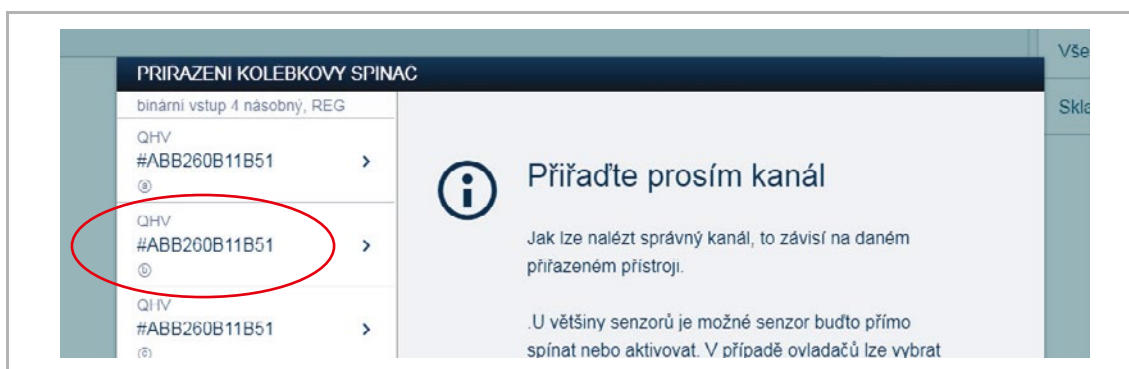 Vše
PRIRAZENI KOLEBKOVY SPINAC
binární vstup 4 násobný, REG
Skla
QHV
#ABB260B11B51
ⓐ
Přiřaďte prosím kanál
QHV
#ABB260B11B51
ⓑ
Jak lze nalézt správný kanál, to závisí na daném
přiřazeném přístroji.
QHV
#ABB260B11B51
ⓒ
.U většiny senzorů je možné senzor buďto přímo
spínat nebo aktivovat. V případě ovladačů lze vybrat